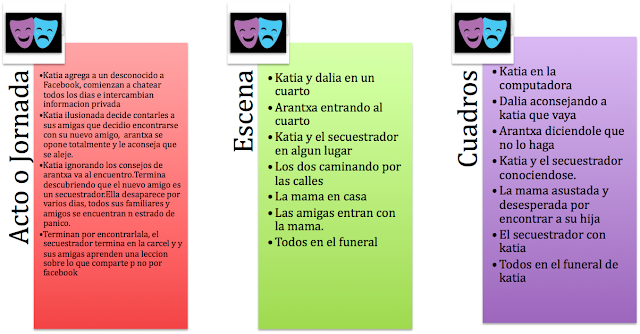 Acto o Jornada
•Katia agrega a un desconocido a
Facebook, comienzan a chatear
todos los dias e intercambian
informacion privada
•Katia ilusionada decide contarles a
sus amigas que decidio encontrarse
con su nuevo amigo, arantxa se
opone totalmente y le aconseja que
se aleje.
•Katia ignorando los consejos de
arantxa va al encuentro.Termina
descubriendo que el nuevo amigo es
un secuestrador.Ella desaparece por
varios dias, todos sus familiares y
amigos se encuentran n estrado de
panico.
•Terminan por encontrarlala, el
secuestrador termina en la carcel y y
sus amigas aprenden una leccion
sobre lo que comparte p no por
facebook
Escena
•Katia y dalia en un
cuarto
•Arantxa entrando al
cuarto
•Katia y el secuestrador
en algun lugar
•Los dos caminando por
las calles
•La mama en casa
•Las amigas entran con
la mama.
•Todos en el funeral
Cuadros
•Katia en la
computadora
•Dalia aconsejando a
katia que vaya
•Arantxa diciendole que
no lo haga
•Katia y el secuestrador
conociendose.
•La mama asustada y
desesperada por
encontrar a su hija
•El secuestrador con
katia
•Todos en el funeral de
katia